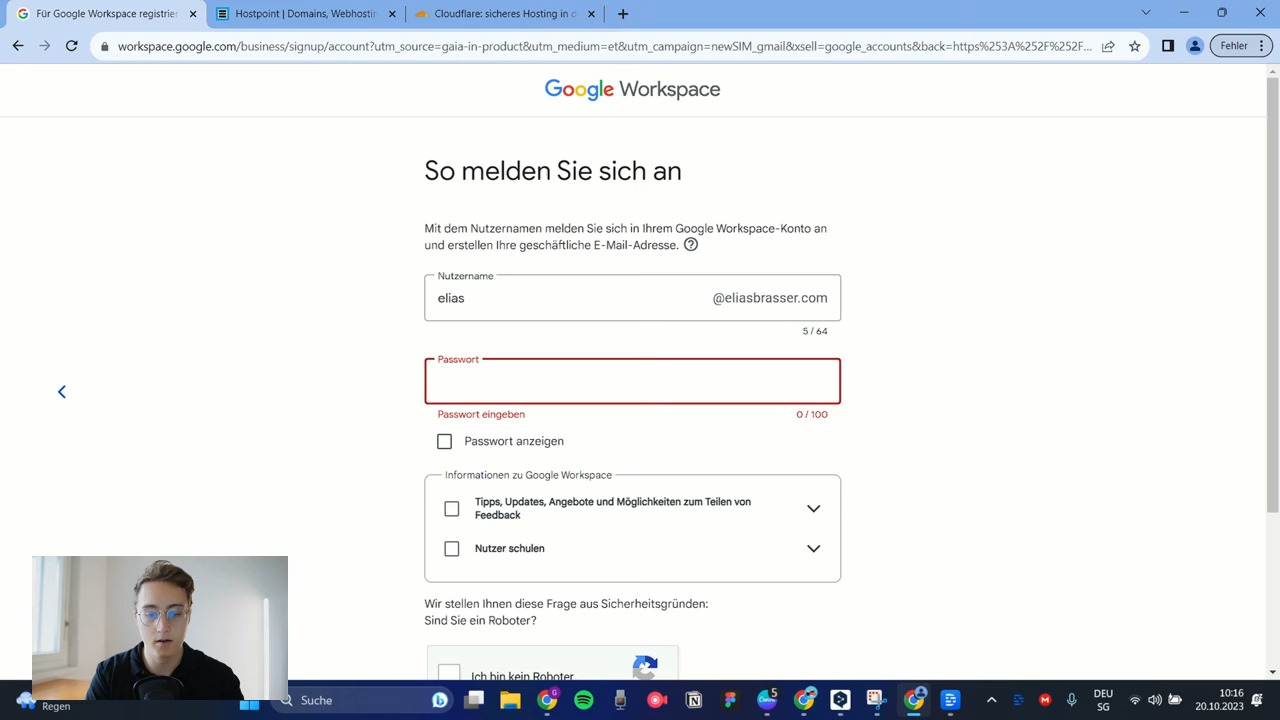 Für Google Workspace registrier
Hostpoint | Domains, Webhostin
Cloudflare: sicheres Hosting in d
workspace.google.com/business/signup/account?utm_source=gaia-in-product&utm_medium=et&utm_campaign=newSIM_gmail&xsell=google_accounts&back=https%253A%252F%252F...
Fehler
Google Workspace
So melden Sie sich an
Mit dem Nutzernamen melden Sie sich in Ihrem Google Workspace-Konto an
und erstellen Ihre geschäftliche E-Mail-Adresse.
Nutzername
elias @eliasbrasser.com
5 / 64
Passwort
Passwort eingeben 0 / 100
Passwort anzeigen
Informationen zu Google Workspace
Tipps, Updates, Angebote und Möglichkeiten zum Teilen von
Feedback
Nutzer schulen
Wir stellen Ihnen diese Frage aus Sicherheitsgründen:
Sind Sie ein Roboter?
Ich bin kein Roboter
Regen
Suche
DEU
SG
10:16
20.10.2023